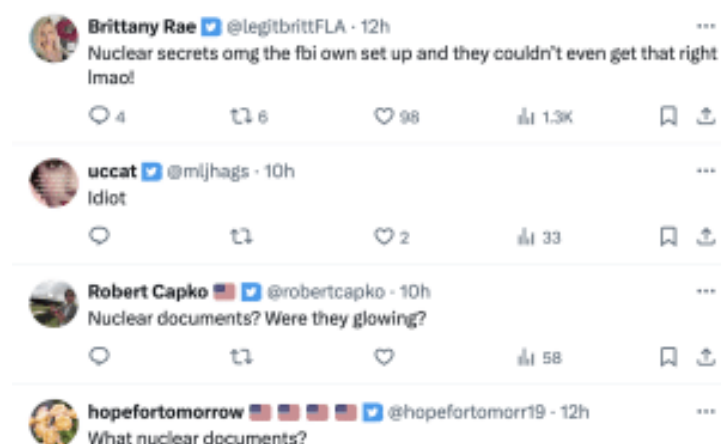 Brittany Rae @legitbrittFLA · 12h
Nuclear secrets omg the fbi own set up and they couldn't even get that right
lmao!
4 6 98 1.3K
uccat @mljhags · 10h
Idiot
2 33
Robert Capko @robertcapko · 10h
Nuclear documents? Were they glowing?
58
hopefortomorrow @hopefortomorr19 · 12h
What nuclear documents?